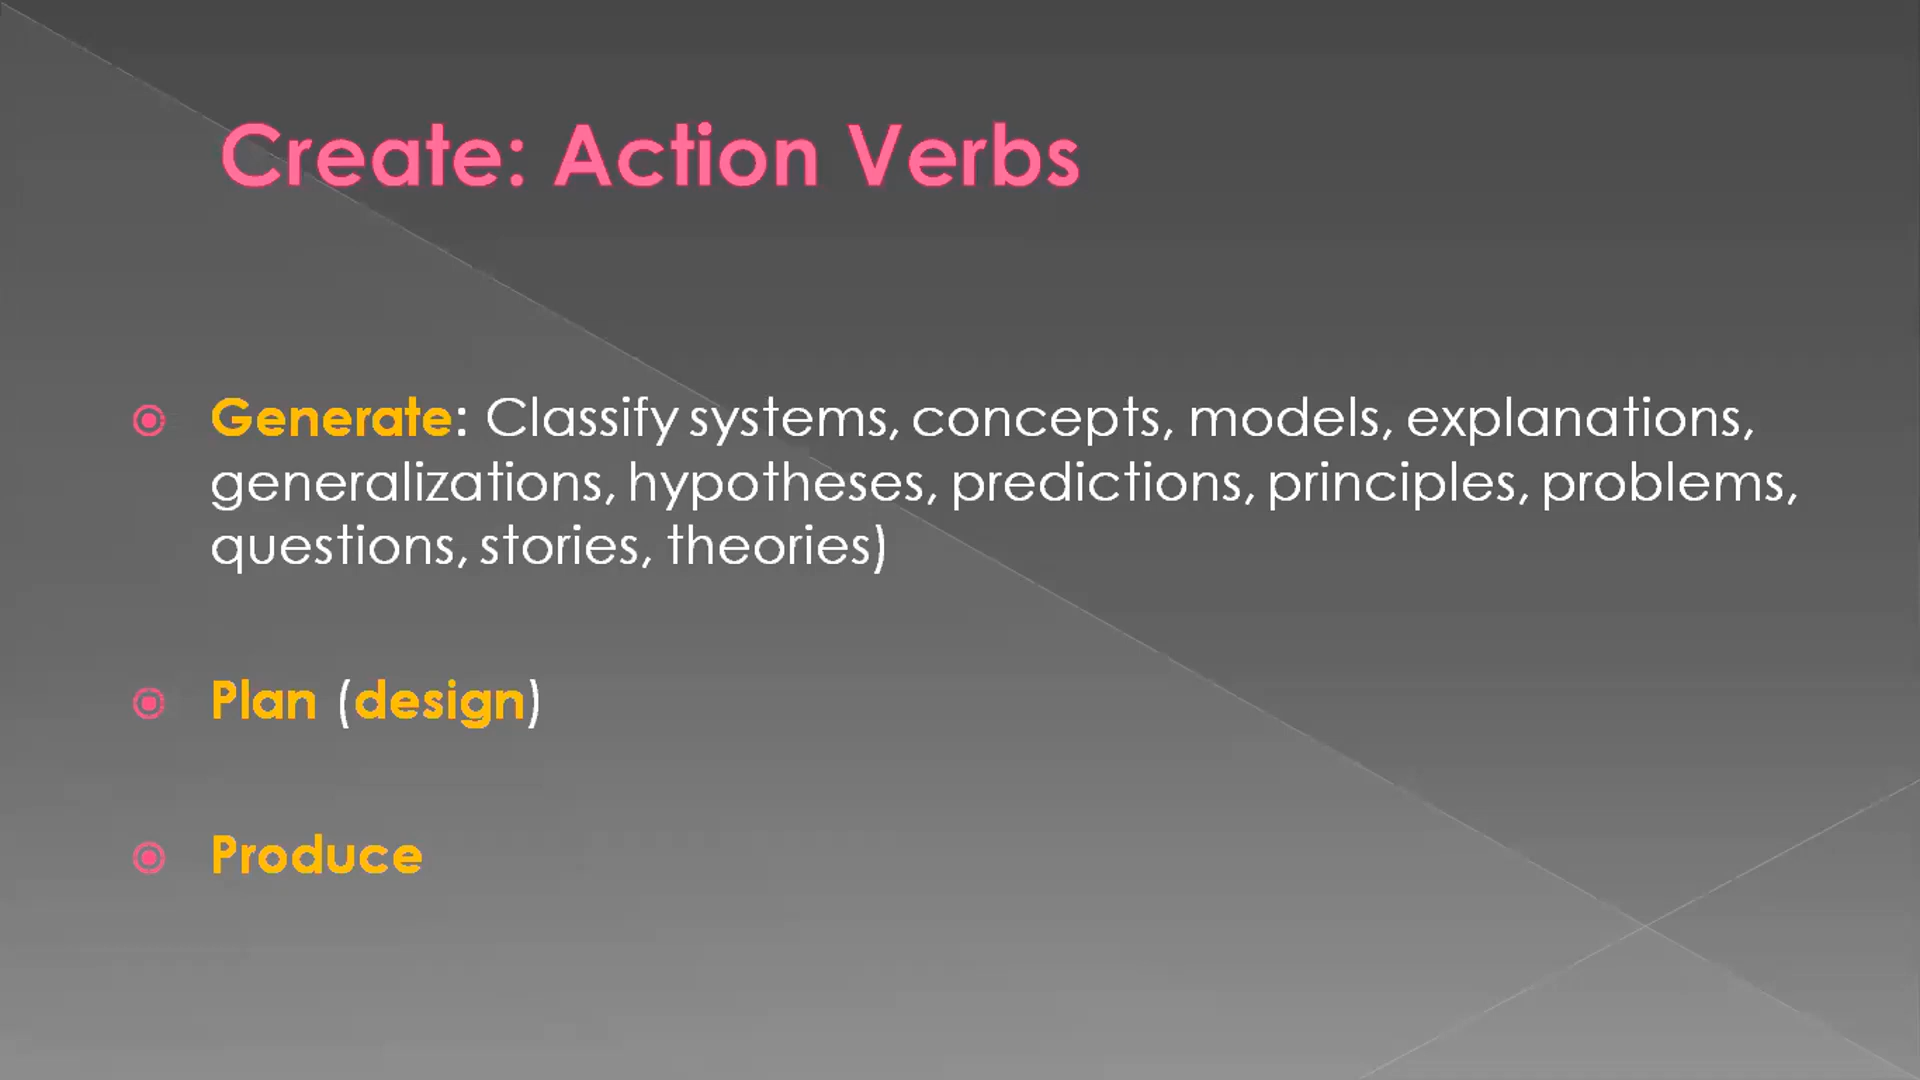 Create: Action Verbs
Generate: Classify systems, concepts, models, explanations,
generalizations, hypotheses, predictions, principles, problems,
questions, stories, theories)
Plan (design)
Produce